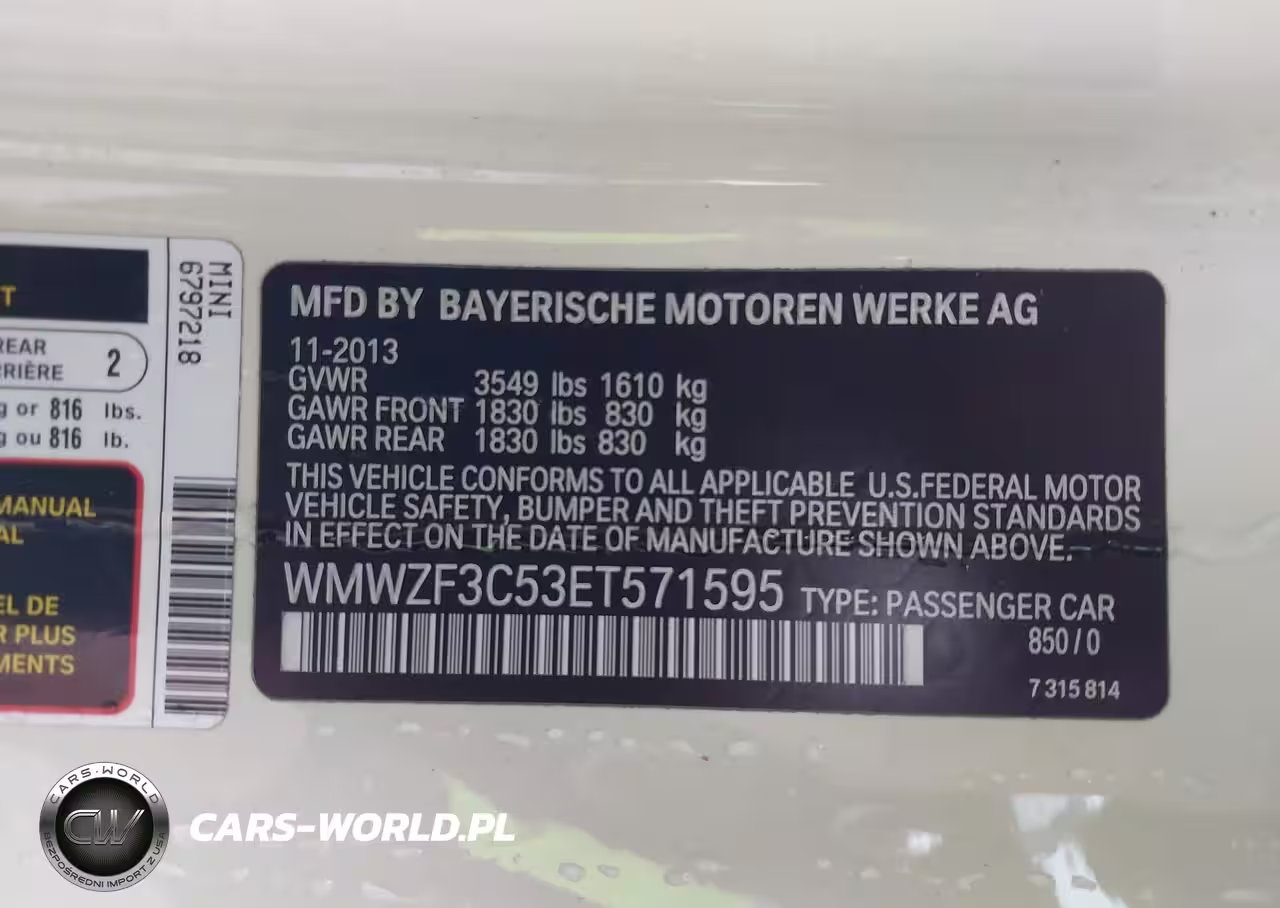 T
REAR
RRIÈRE
2
g or 816 lbs.
g ou 816 lb.
MANUAL
AL
EL DE
R PLUS
MENTS
MINI
6797218
MFD BY BAYERISCHE MOTOREN WERKE AG
11-2013
GVWR 3549 lbs 1610 kg
GAWR FRONT 1830 lbs 830 kg
GAWR REAR 1830 lbs 830 kg
THIS VEHICLE CONFORMS TO ALL APPLICABLE U.S.FEDERAL MOTOR
VEHICLE SAFETY, BUMPER AND THEFT PREVENTION STANDARDS
IN EFFECT ON THE DATE OF MANUFACTURE SHOWN ABOVE.
WMWZF3C53ET571595 TYPE: PASSENGER CAR
850/0
7 315 814
CARS-WORLD
CW
BEZPOŚREDNI IMPORT Z USA
CARS-WORLD.PL